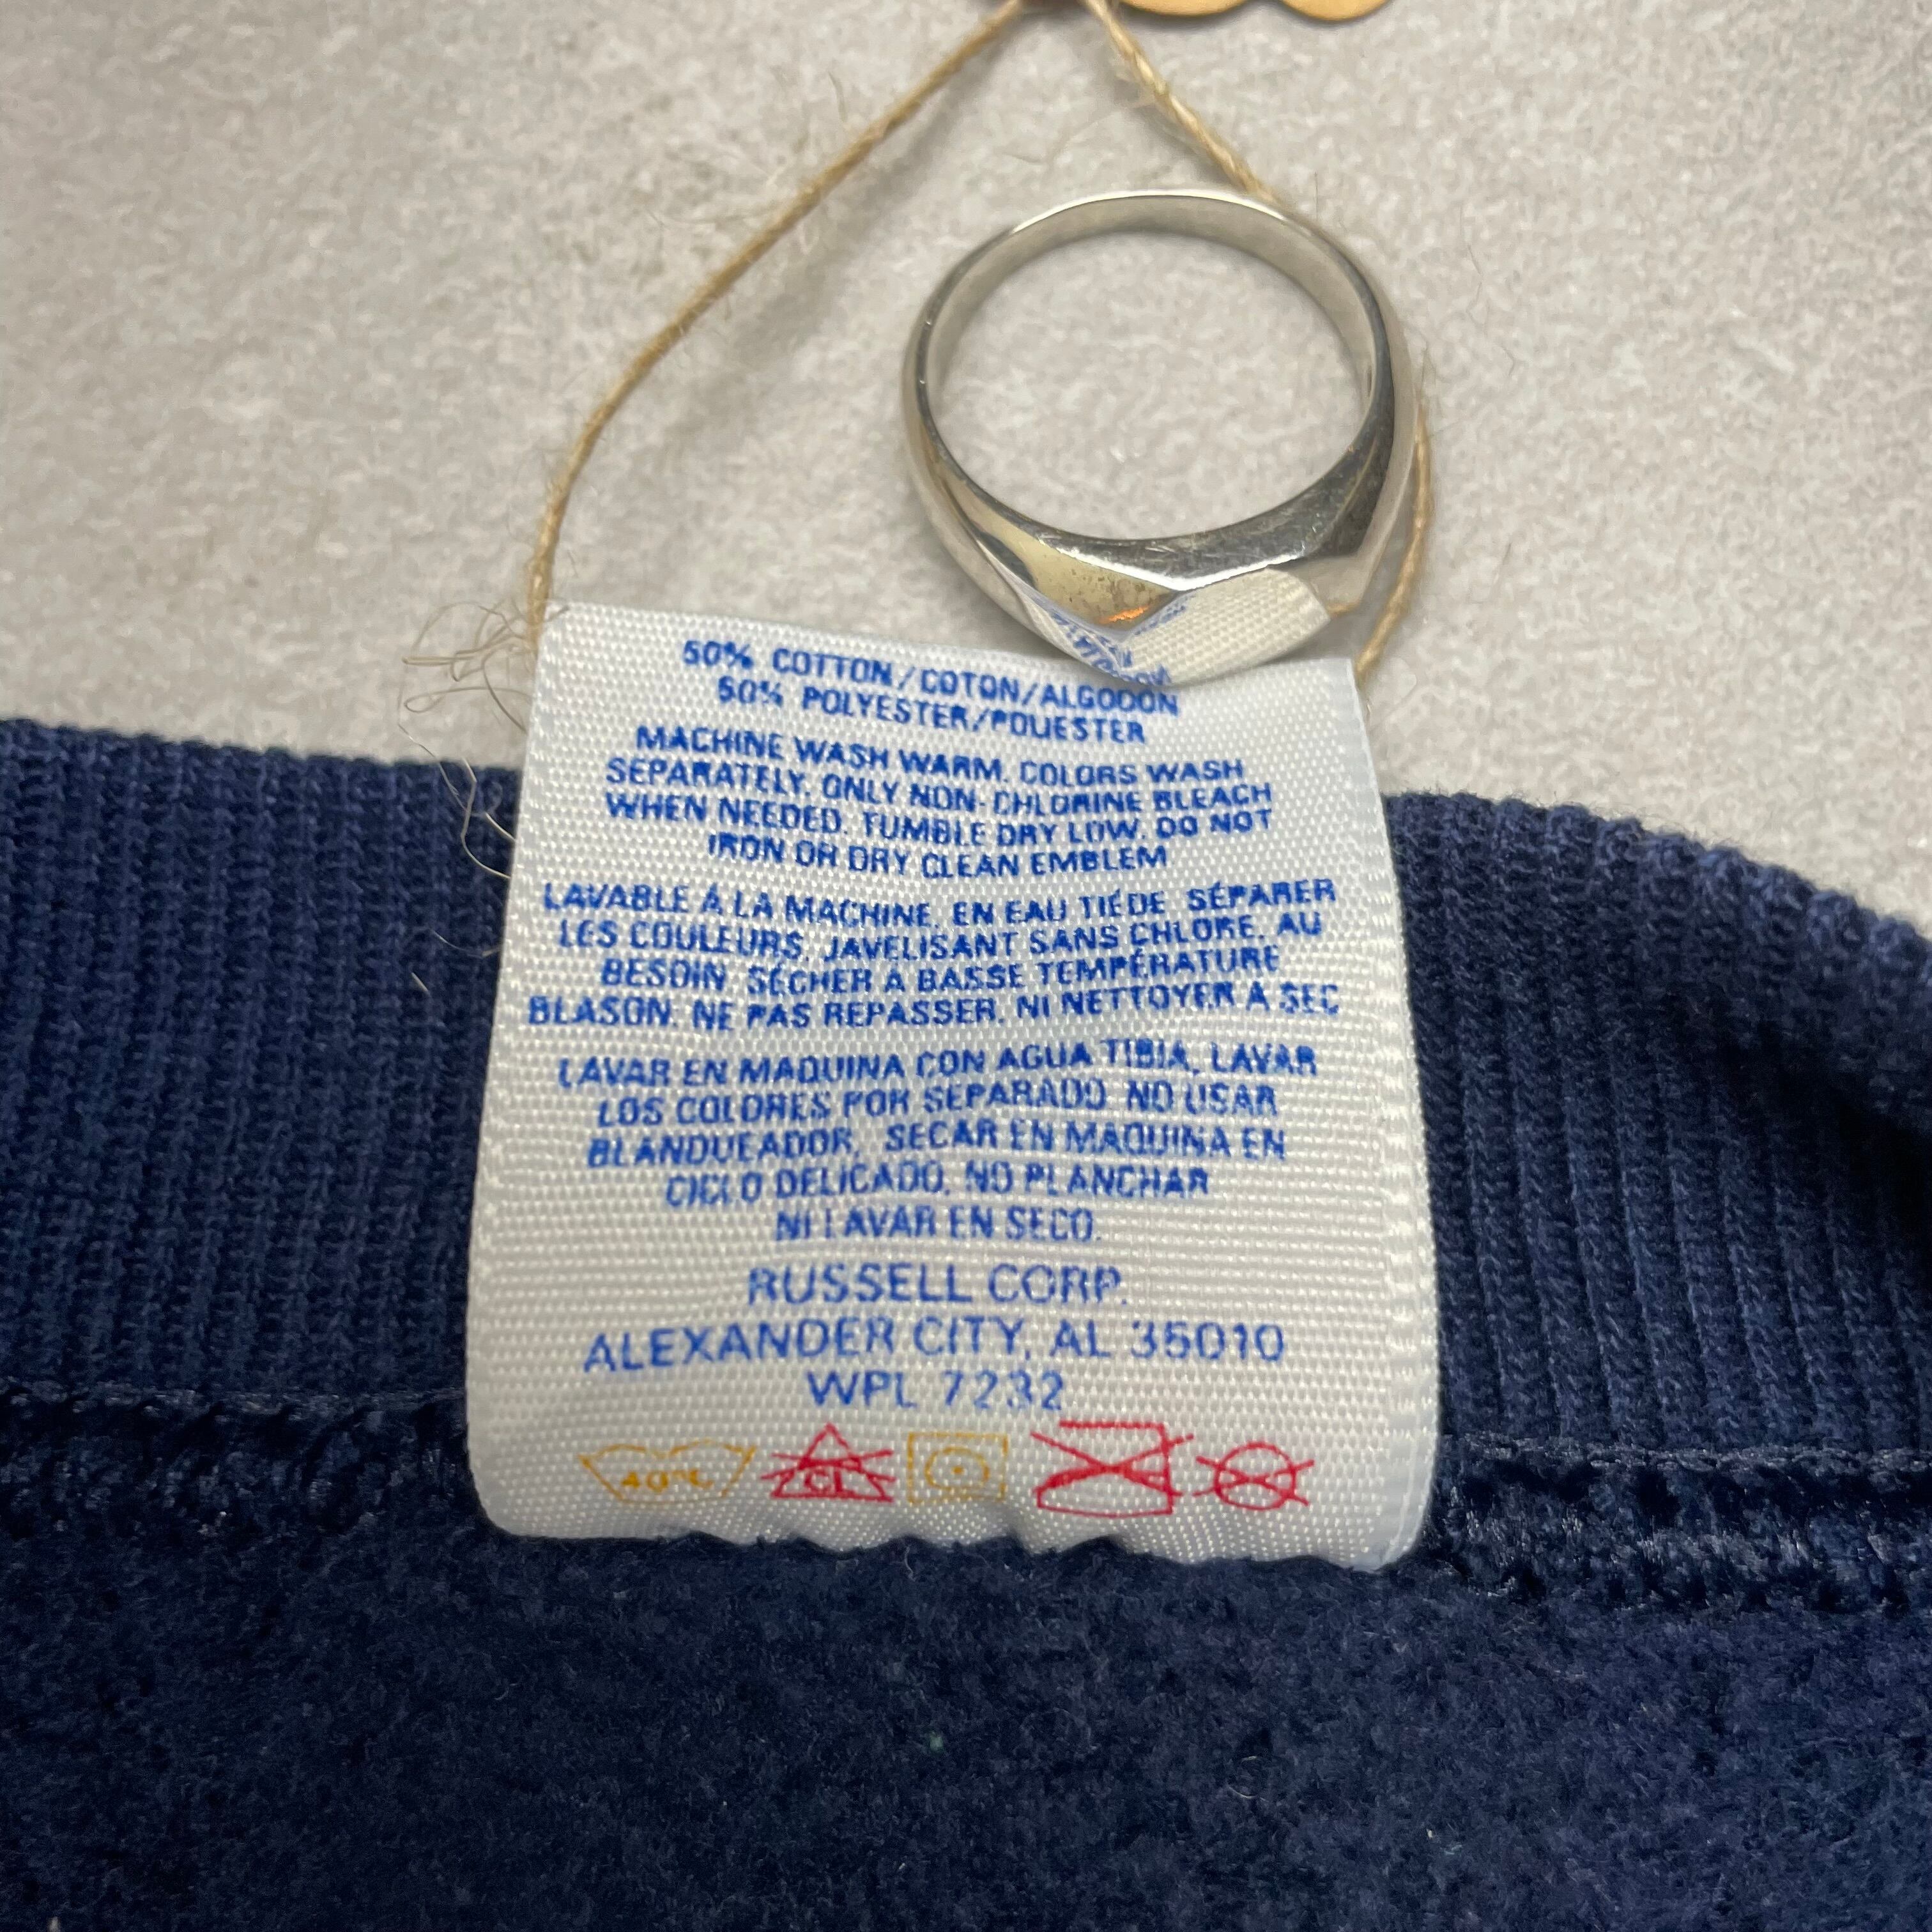 50% COTTON/COTON/ALGODON
50% POLYESTER/POLIESTER
MACHINE WASH WARM. COLORS WASH
SEPARATELY. ONLY NON-CHLORINE BLEACH
WHEN NEEDED. TUMBLE DRY LOW. DO NOT
IRON OR DRY CLEAN EMBLEM
LAVABLE À LA MACHINE, EN EAU TIÉDE. SÉPARER
LES COULEURS, JAVELISANT SANS CHLORE, AU
BESOIN. SÉCHER À BASSE TEMPÉRATURE
BLASON: NE PAS REPASSER, NI NETTOYER A SEC
LAVAR EN MAQUINA CON AGUA TIBIA, LAVAR
LOS COLORES POR SEPARADO. NO USAR
BLANQUEADOR, SECAR EN MAQUINA EN
CICLO DELICADO, NO PLANCHAR
NI LAVAR EN SECO.
RUSSELL CORP.
ALEXANDER CITY, AL 35010
WPL 7232
40°C CL